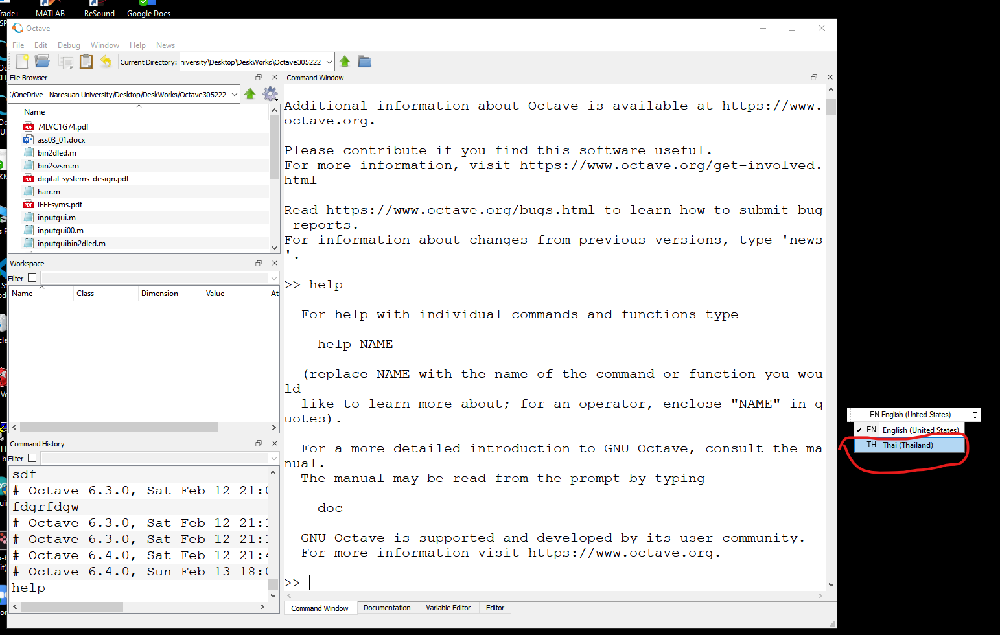 Trade+
MATLAB
ReSound
Google Docs
Octave
File Edit Debug Window Help News
Current Directory: niversity\Desktop\DeskWorks\Octave305222
File Browser
:/OneDrive - Naresuan University/Desktop/DeskWorks/Octave305222
Name
74LVC1G74.pdf
ass03_01.docx
bin2dled.m
bin2svsm.m
digital-systems-design.pdf
harr.m
IEEEsyms.pdf
inputgui.m
inputgui00.m
inputguibin2dled.m
Workspace
Filter
Name Class Dimension Value At
Command History
Filter
sdf
# Octave 6.3.0, Sat Feb 12 21:0
fdgrfdgw
# Octave 6.3.0, Sat Feb 12 21:1
# Octave 6.3.0, Sat Feb 12 21:1
# Octave 6.4.0, Sat Feb 12 21:4
# Octave 6.4.0, Sun Feb 13 18:0
help
Command Window
Additional information about Octave is available at https://www.
octave.org.
Please contribute if you find this software useful.
For more information, visit https://www.octave.org/get-involved.
html
Read https://www.octave.org/bugs.html to learn how to submit bug
reports.
For information about changes from previous versions, type 'news
'.
>> help
For help with individual commands and functions type
help NAME
(replace NAME with the name of the command or function you wou
ld
like to learn more about; for an operator, enclose "NAME" in q
uotes).
For a more detailed introduction to GNU Octave, consult the ma
nual.
The manual may be read from the prompt by typing
doc
GNU Octave is supported and developed by its user community.
For more information visit https://www.octave.org.
>>
Command Window Documentation Variable Editor Editor
EN English (United States)
EN English (United States)
TH Thai (Thailand)